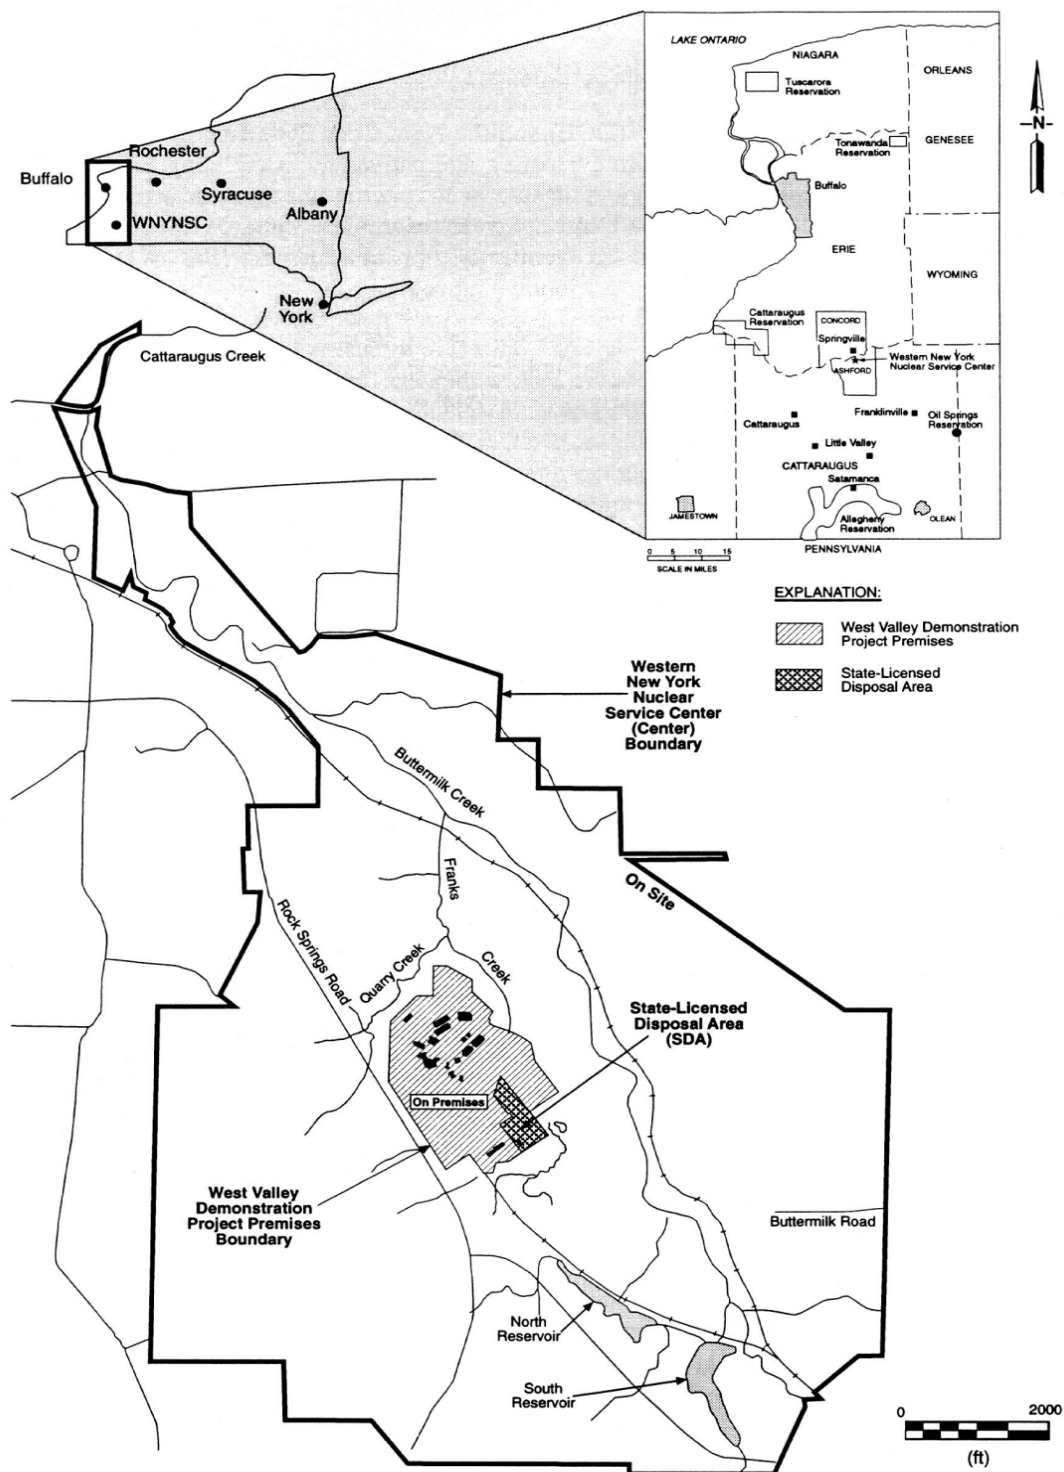 LAKE ONTARIO
NIAGARA
ORLEANS
Tuscarora
Reservation
—N—
Tonawanda
Reservation
GENESEE
Rochester
Buffalo
Syracuse
Albany
WNYNSC
New
York
Buffalo
ERIE
WYOMING
Cattaraugus
Reservation
CONCORD
Springville
ASHFORD
Western New York
Nuclear Service Center
Cattaraugus
Franklinville
Oil Springs
Reservation
Little Valley
CATTARAUGUS
Satamanca
JAMESTOWN
Allegheny
Reservation
OLEAN
PENNSYLVANIA
0 5 10 15
SCALE IN MILES
Cattaraugus Creek
EXPLANATION:
West Valley Demonstration
Project Premises
State-Licensed
Disposal Area
Western
New York
Nuclear
Service Center
(Center)
Boundary
Buttermilk Creek
On Site
Franks
Creek
Rock Springs Road
Quarry Creek
State-Licensed
Disposal Area
(SDA)
On Premises
West Valley
Demonstration
Project Premises
Boundary
Buttermilk Road
North
Reservoir
South
Reservoir
0 2000
(ft)